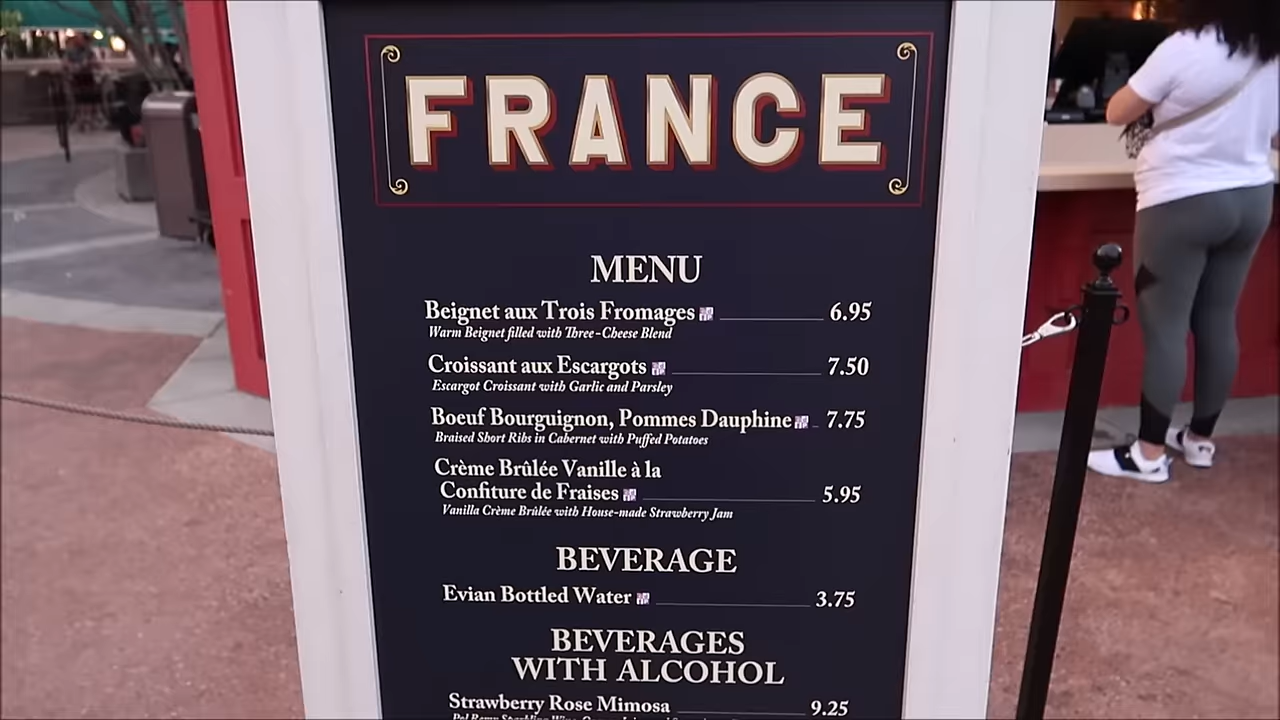 FRANCE
MENU
Beignet aux Trois Fromages 6.95
Warm Beignet filled with Three-Cheese Blend
Croissant aux Escargots 7.50
Escargot Croissant with Garlic and Parsley
Boeuf Bourguignon, Pommes Dauphine 7.75
Braised Short Ribs in Cabernet with Puffed Potatoes
Crème Brûlée Vanille à la
Confiture de Fraises 5.95
Vanilla Crème Brûlée with House-made Strawberry Jam
BEVERAGE
Evian Bottled Water 3.75
BEVERAGES
WITH ALCOHOL
Strawberry Rose Mimosa 9.25